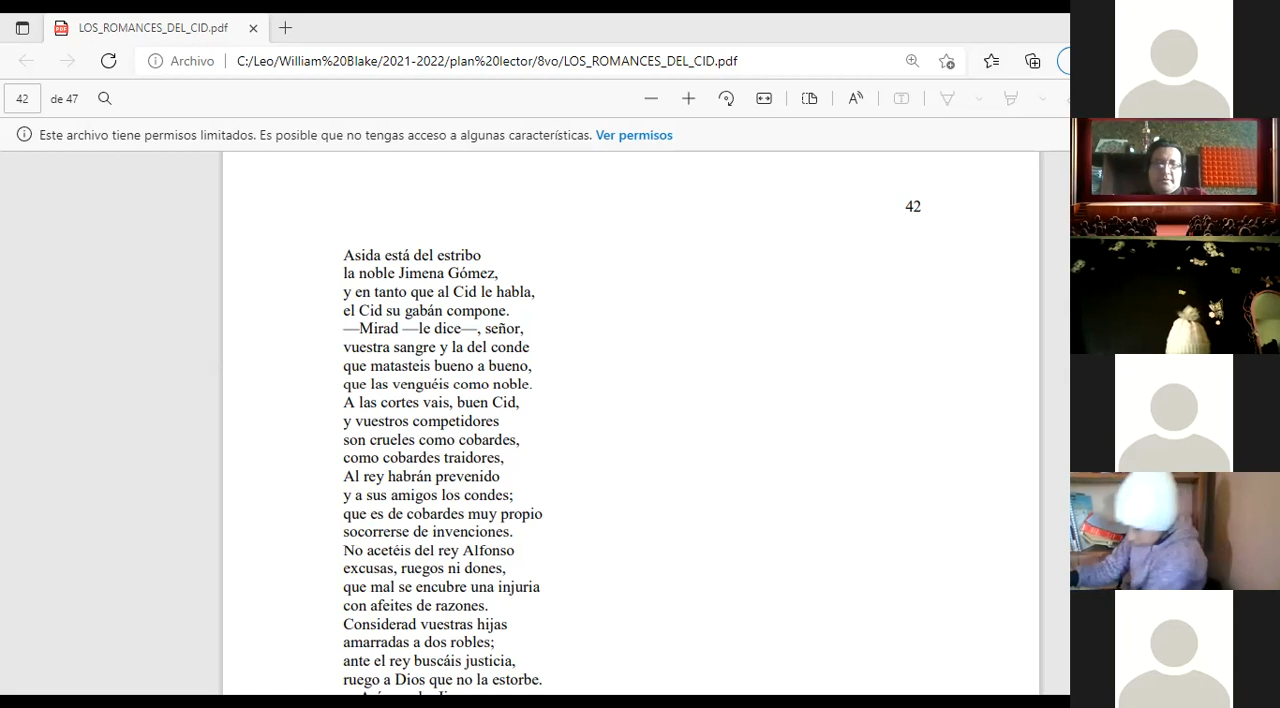 LOS_ROMANCES_DEL_CID.pdf
Archivo C:/Leo/William%20Blake/2021-2022/plan%20lector/8vo/LOS_ROMANCES_DEL_CID.pdf
42 de 47
Este archivo tiene permisos limitados. Es posible que no tengas acceso a algunas características. Ver permisos
42
Asida está del estribo
la noble Jimena Gómez,
y en tanto que al Cid le habla,
el Cid su gabán compone.
—Mirad —le dice—, señor,
vuestra sangre y la del conde
que matasteis bueno a bueno,
que las venguéis como noble.
A las cortes vais, buen Cid,
y vuestros competidores
son crueles como cobardes,
como cobardes traidores,
Al rey habrán prevenido
y a sus amigos los condes;
que es de cobardes muy propio
socorrerse de invenciones.
No acetéis del rey Alfonso
excusas, ruegos ni dones,
que mal se encubre una injuria
con afeites de razones.
Considerad vuestras hijas
amarradas a dos robles;
ante el rey buscáis justicia,
ruego a Dios que no la estorbe.